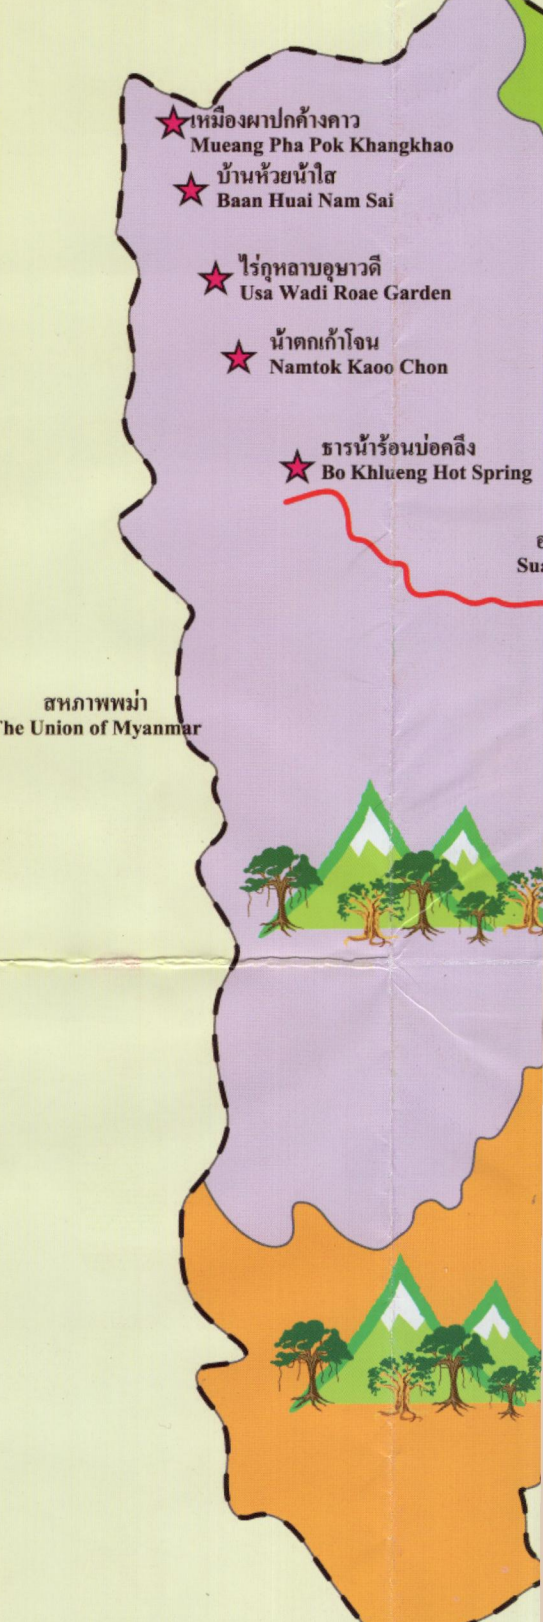 เหมืองผาปกค้างคาว
Mueang Pha Pok Khangkhao
บ้านห้วยน้ำใส
Baan Huai Nam Sai
ไร่กุหลาบอุษาวดี
Usa Wadi Roae Garden
น้ำตกเก้าโจน
Namtok Kaoo Chon
ธารน้ำร้อนบ่อคลึง
Bo Khlueng Hot Spring
สหภาพพม่า
The Union of Myanmar